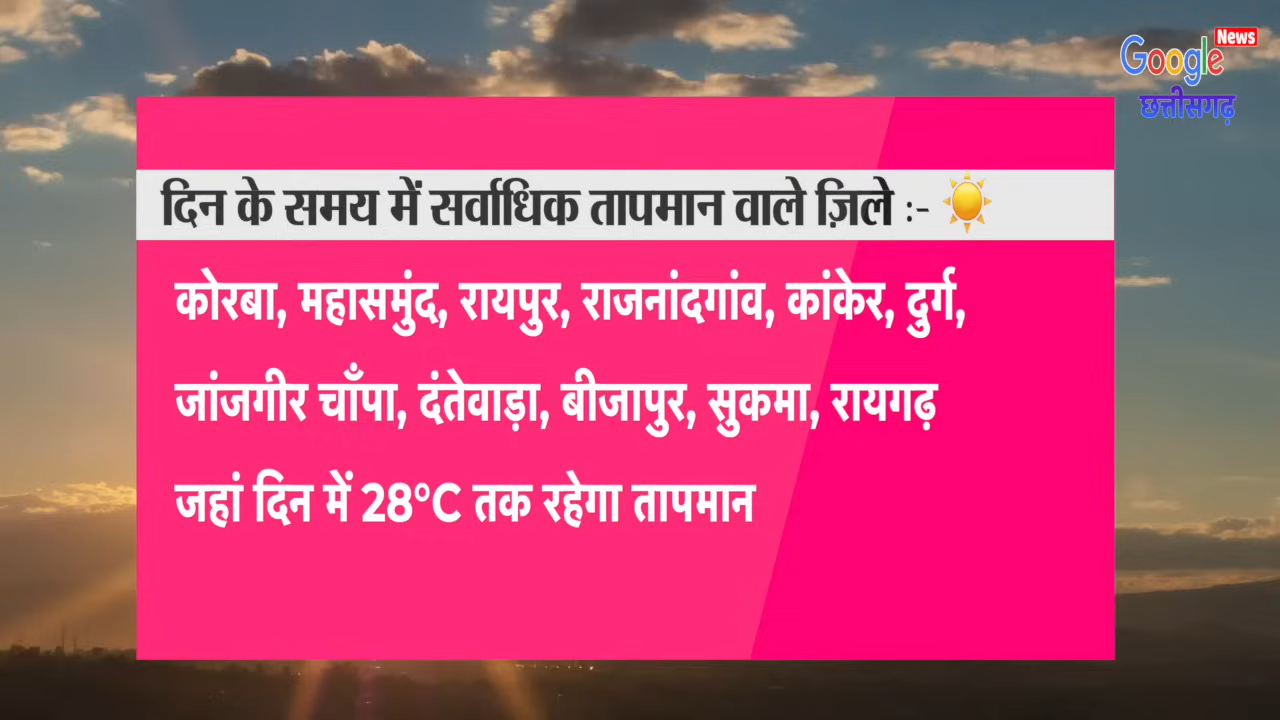 Google News
छत्तीसगढ़
दिन के समय में सर्वाधिक तापमान वाले ज़िले :-
कोरबा, महासमुंद, रायपुर, राजनांदगांव, कांकेर, दुर्ग,
जांजगीर चाँपा, दंतेवाड़ा, बीजापुर, सुकमा, रायगढ़
जहां दिन में 28°C तक रहेगा तापमान